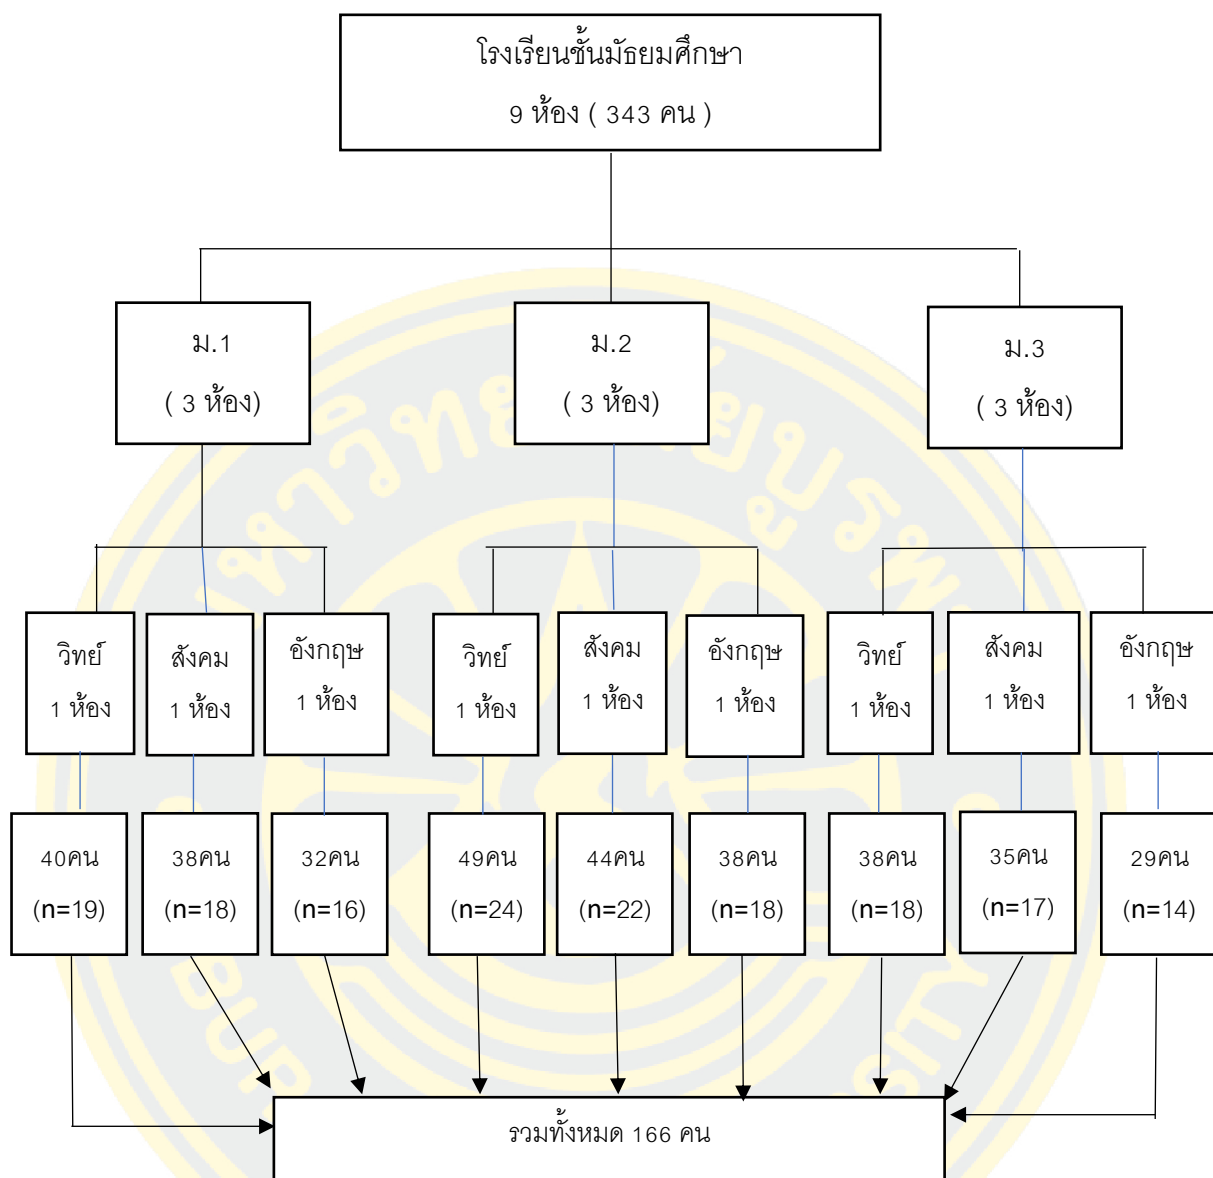 โรงเรียนชั้นมัธยมศึกษา
9 ห้อง ( 343 คน )
ม.1
( 3 ห้อง)
ม.2
( 3 ห้อง)
ม.3
( 3 ห้อง)
วิทย์
1 ห้อง
สังคม
1 ห้อง
อังกฤษ
1 ห้อง
วิทย์
1 ห้อง
สังคม
1 ห้อง
อังกฤษ
1 ห้อง
วิทย์
1 ห้อง
สังคม
1 ห้อง
อังกฤษ
1 ห้อง
40คน
(n=19)
38คน
(n=18)
32คน
(n=16)
49คน
(n=24)
44คน
(n=22)
38คน
(n=18)
38คน
(n=18)
35คน
(n=17)
29คน
(n=14)
รวมทั้งหมด 166 คน